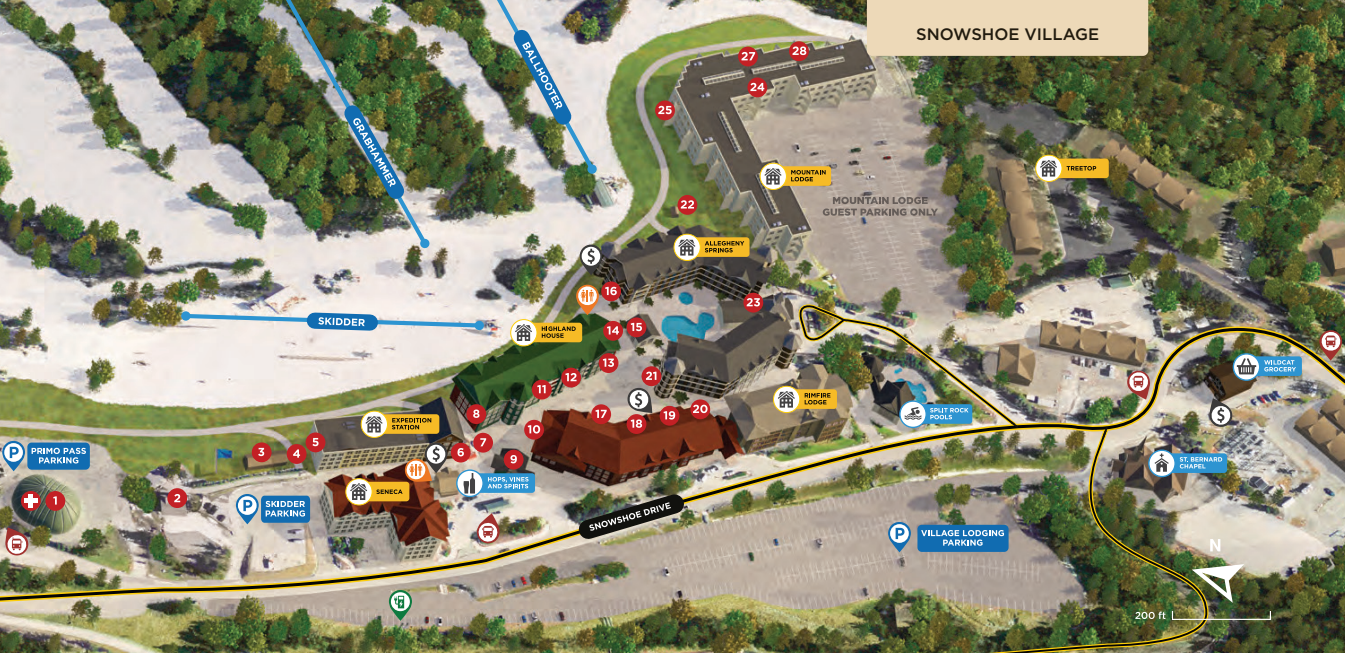 SNOWSHOE VILLAGE
BALLHOOTER
GRABHAMMER
27
28
24
25
MOUNTAIN
LODGE
TREETOP
MOUNTAIN LODGE
GUEST PARKING ONLY
22
ALLEGHENY
SPRINGS
$
16
23
SKIDDER
HIGHLAND
HOUSE
14
15
13
12
11
21
$
8
17
18
19
20
10
RIMFIRE
LODGE
SPLIT ROCK
POOLS
WILDCAT
GROCERY
$
EXPEDITION
STATION
5
3
4
7
6
$
9
P
PRIMO PASS
PARKING
1
2
P
SKIDDER
PARKING
SENECA
HOPS, VINES
AND SPIRITS
ST. BERNARD
CHAPEL
SNOWSHOE DRIVE
P
VILLAGE LODGING
PARKING
N
200 ft